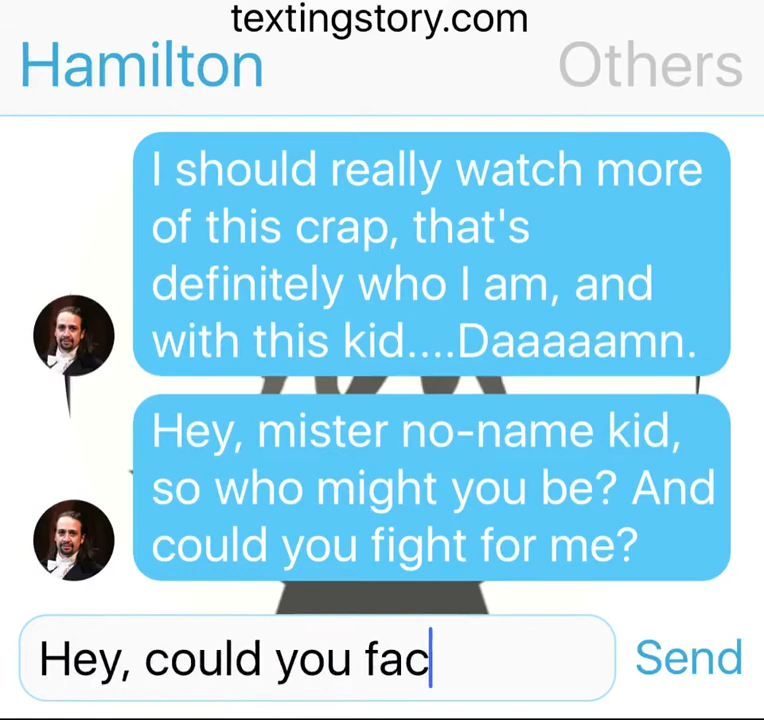 textingstory.com
Hamilton
Others
I should really watch more
of this crap, that's
definitely who I am, and
with this kid....Daaaaamn.
Hey, mister no-name kid,
so who might you be? And
could you fight for me?
Hey, could you fac
Send